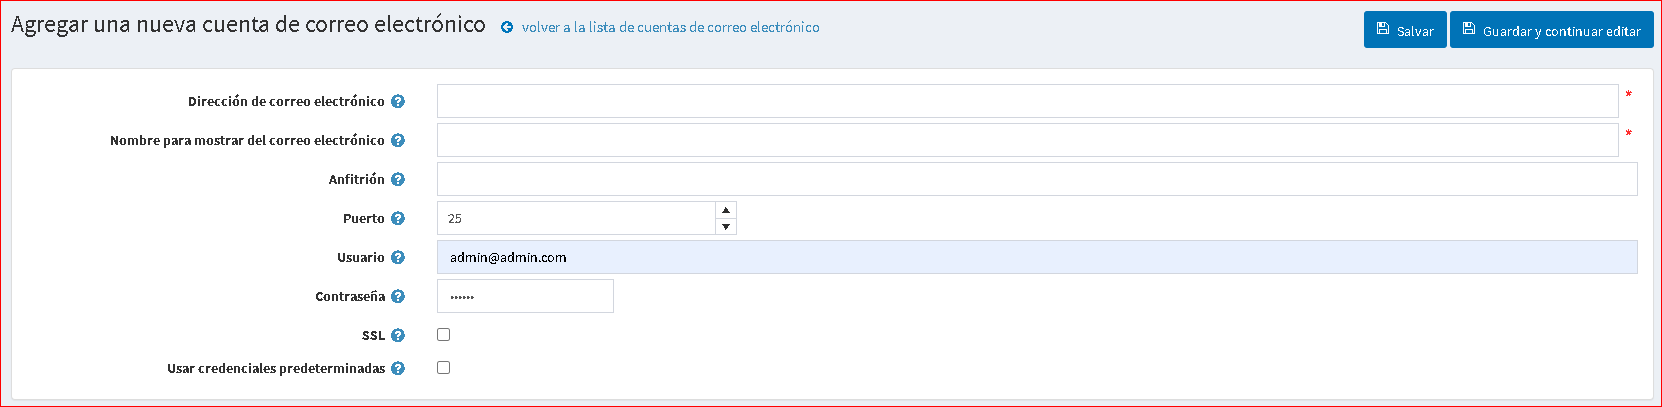 Agregar una nueva cuenta de correo electrónico volver a la lista de cuentas de correo electrónico Salvar Guardar y continuar editar
Dirección de correo electrónico ? *
Nombre para mostrar del correo electrónico ? *
Anfitrión ?
Puerto ? 25
Usuario ? admin@admin.com
Contraseña ? ••••••
SSL ?
Usar credenciales predeterminadas ?